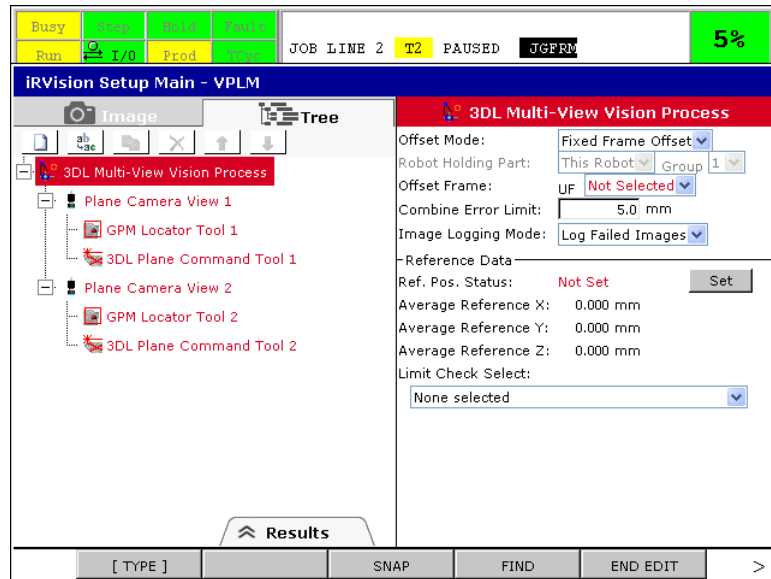 Busy Step Hold Fault
Run I/O Prod TCyc
JOB LINE 2 T2 PAUSED JGFRM
5%
iRVision Setup Main - VPLM
Image
Tree
3DL Multi-View Vision Process
Plane Camera View 1
GPM Locator Tool 1
3DL Plane Command Tool 1
Plane Camera View 2
GPM Locator Tool 2
3DL Plane Command Tool 2
Results
3DL Multi-View Vision Process
Offset Mode: Fixed Frame Offset
Robot Holding Part: This Robot Group 1
Offset Frame: UF Not Selected
Combine Error Limit: 5.0 mm
Image Logging Mode: Log Failed Images
Reference Data
Ref. Pos. Status: Not Set Set
Average Reference X: 0.000 mm
Average Reference Y: 0.000 mm
Average Reference Z: 0.000 mm
Limit Check Select:
None selected
[ TYPE ] SNAP FIND END EDIT >